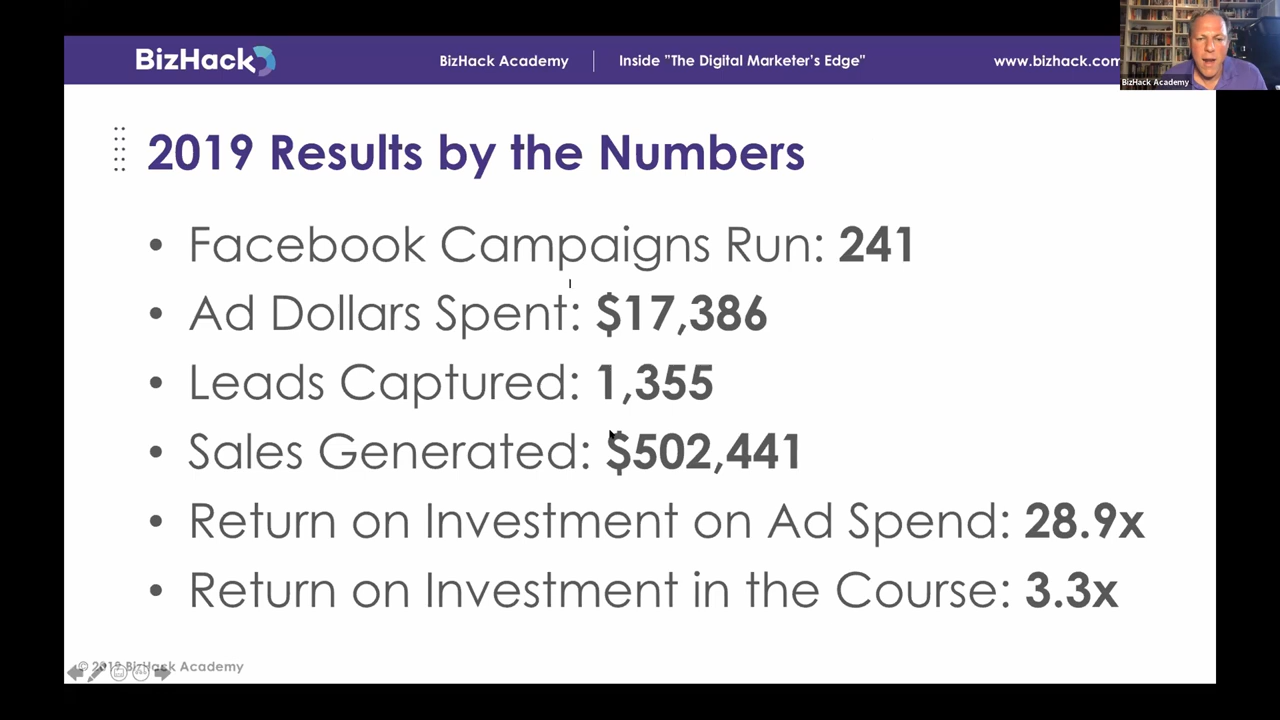 BizHack
BizHack Academy
Inside "The Digital Marketer's Edge"
www.bizhack.com
BizHack Academy
2019 Results by the Numbers
• Facebook Campaigns Run: 241
• Ad Dollars Spent: $17,386
• Leads Captured: 1,355
• Sales Generated: $502,441
• Return on Investment on Ad Spend: 28.9x
• Return on Investment in the Course: 3.3x
© 2019 BizHack Academy